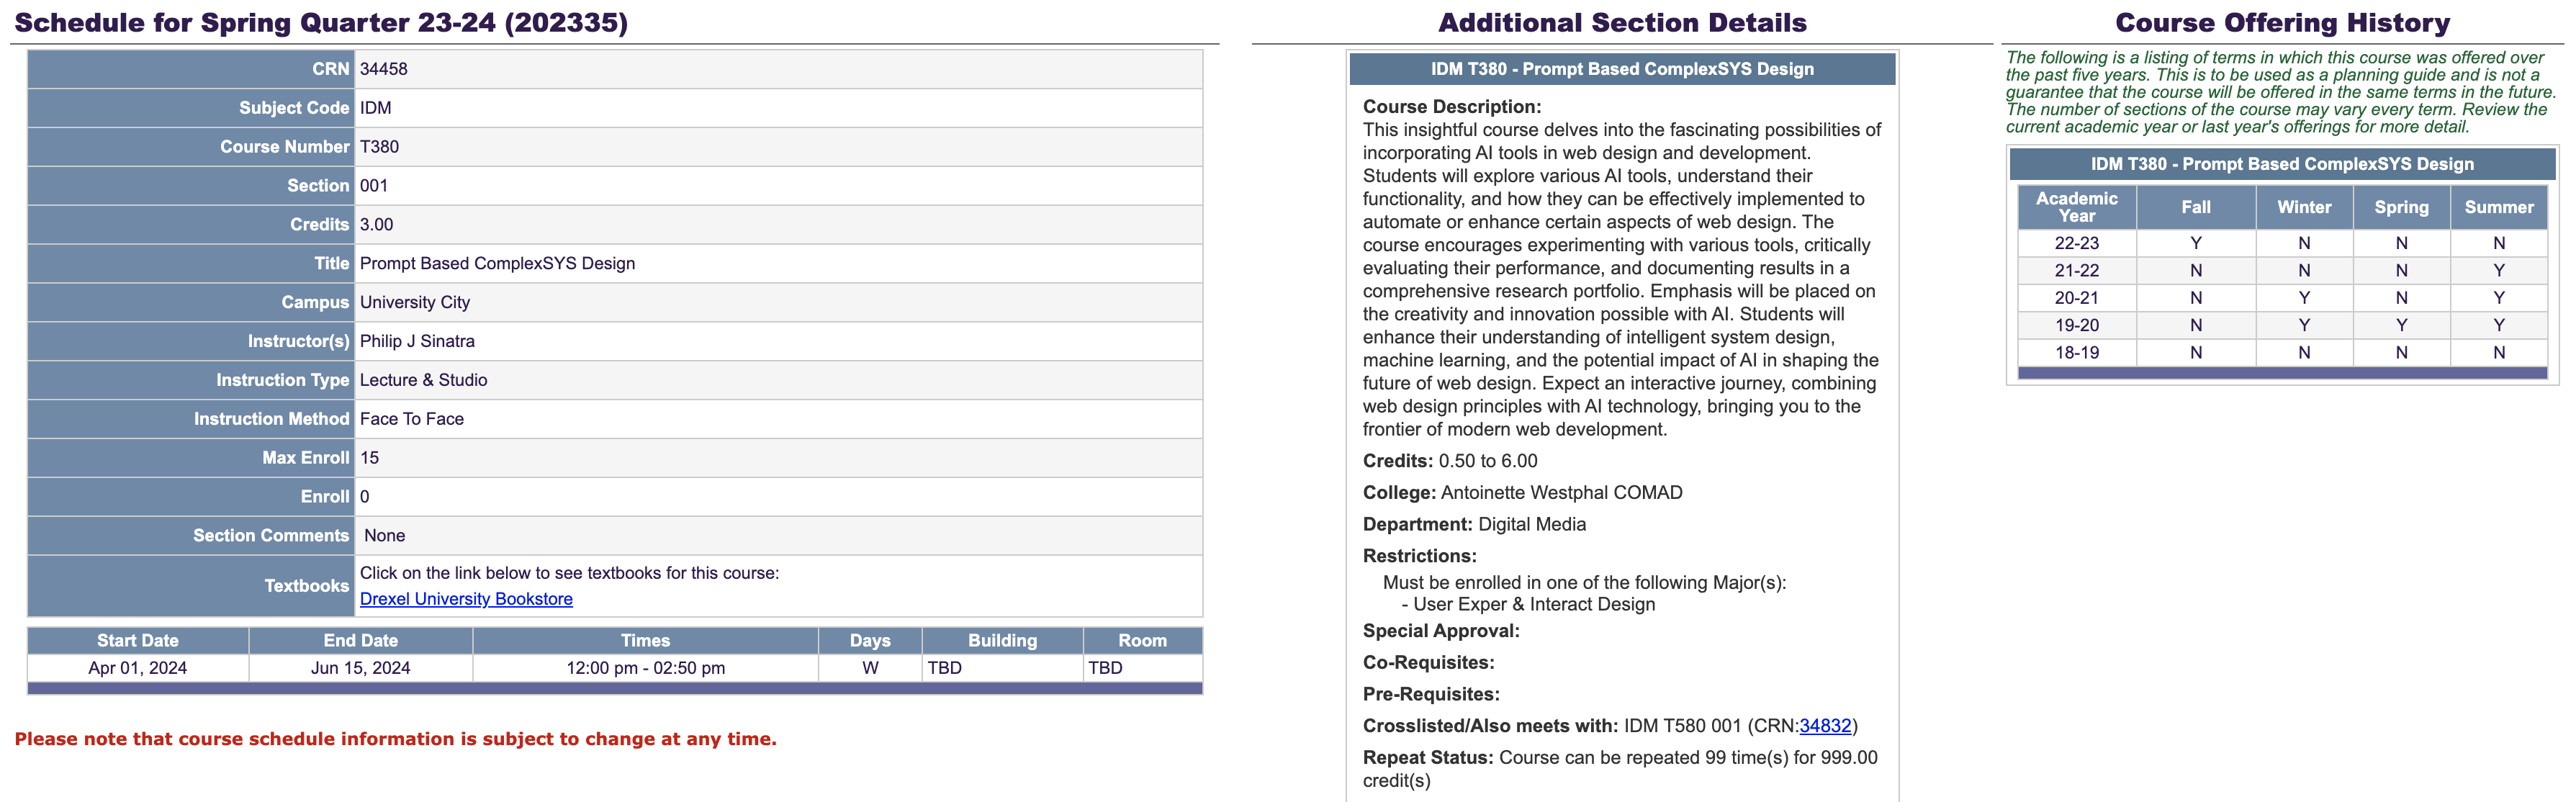 Schedule for Spring Quarter 23-24 (202335)
CRN 34458
Subject Code IDM
Course Number T380
Section 001
Credits 3.00
Title Prompt Based ComplexSYS Design
Campus University City
Instructor(s) Philip J Sinatra
Instruction Type Lecture & Studio
Instruction Method Face To Face
Max Enroll 15
Enroll 0
Section Comments None
Textbooks Click on the link below to see textbooks for this course:
Drexel University Bookstore
Start Date End Date Times Days Building Room
Apr 01, 2024 Jun 15, 2024 12:00 pm - 02:50 pm W TBD TBD
Please note that course schedule information is subject to change at any time.
Additional Section Details
IDM T380 - Prompt Based ComplexSYS Design
Course Description:
This insightful course delves into the fascinating possibilities of
incorporating AI tools in web design and development.
Students will explore various AI tools, understand their
functionality, and how they can be effectively implemented to
automate or enhance certain aspects of web design. The
course encourages experimenting with various tools, critically
evaluating their performance, and documenting results in a
comprehensive research portfolio. Emphasis will be placed on
the creativity and innovation possible with AI. Students will
enhance their understanding of intelligent system design,
machine learning, and the potential impact of AI in shaping the
future of web design. Expect an interactive journey, combining
web design principles with AI technology, bringing you to the
frontier of modern web development.
Credits: 0.50 to 6.00
College: Antoinette Westphal COMAD
Department: Digital Media
Restrictions:
Must be enrolled in one of the following Major(s):
- User Exper & Interact Design
Special Approval:
Co-Requisites:
Pre-Requisites:
Crosslisted/Also meets with: IDM T580 001 (CRN:34832)
Repeat Status: Course can be repeated 99 time(s) for 999.00
credit(s)
Course Offering History
The following is a listing of terms in which this course was offered over
the past five years. This is to be used as a planning guide and is not a
guarantee that the course will be offered in the same terms in the future.
The number of sections of the course may vary every term. Review the
current academic year or last year's offerings for more detail.
IDM T380 - Prompt Based ComplexSYS Design
Academic Year Fall Winter Spring Summer
22-23 Y N N N
21-22 N N N Y
20-21 N Y N Y
19-20 N Y Y Y
18-19 N N N N